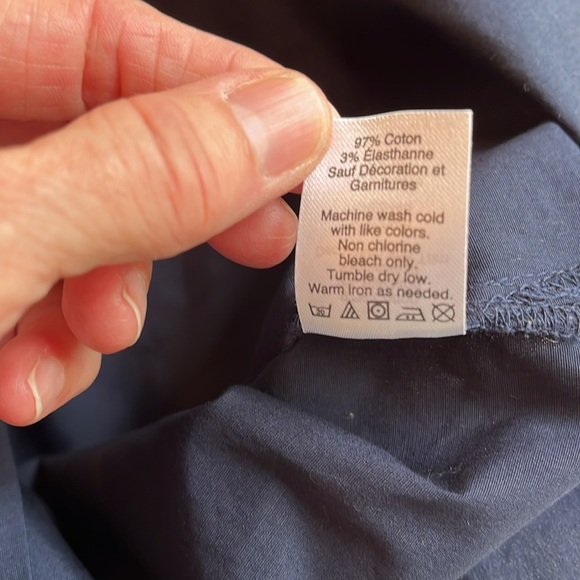 97% Coton
3% Élasthanne
Sauf Décoration et
Garnitures
Machine wash cold
with like colors.
Non chlorine
bleach only.
Tumble dry low.
Warm iron as needed.